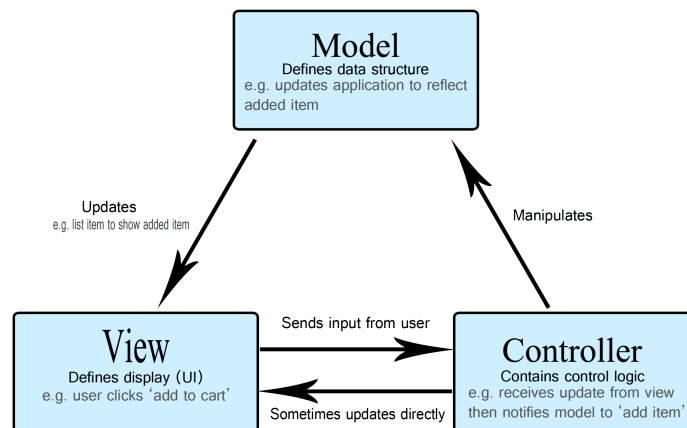 Model
Defines data structure
e.g. updates application to reflect
added item
Updates
e.g. list item to show added item
Manipulates
View
Defines display (UI)
e.g. user clicks ‘add to cart’
Sends input from user
Sometimes updates directly
Controller
Contains control logic
e.g. receives update from view
then notifies model to ‘add item’